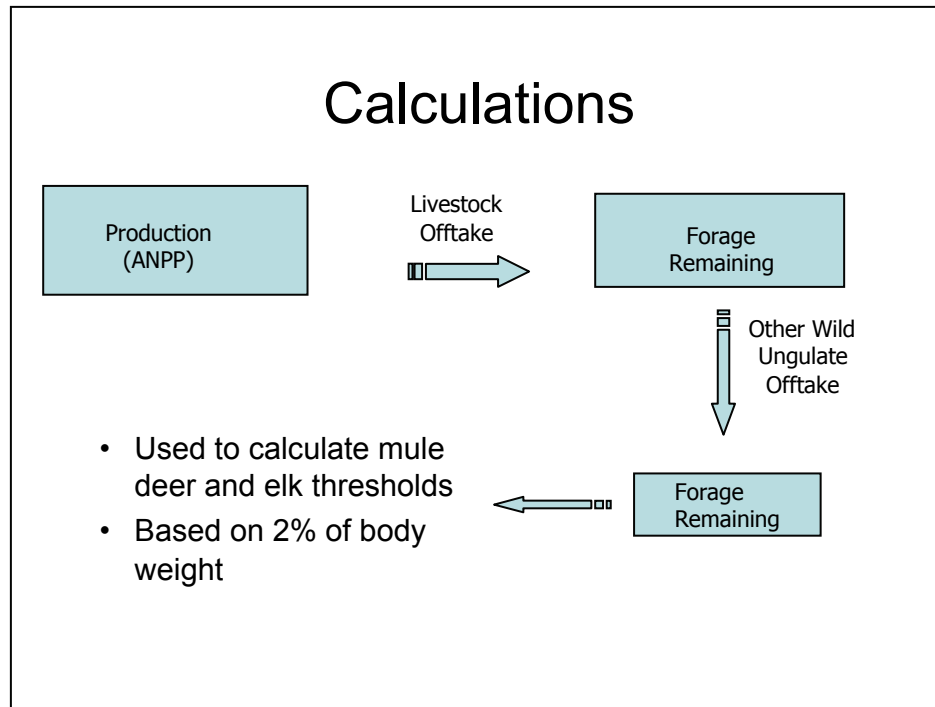 Calculations
Production
(ANPP)
Livestock
Offtake
Forage
Remaining
Other Wild
Ungulate
Offtake
Forage
Remaining
• Used to calculate mule
deer and elk thresholds
• Based on 2% of body
weight